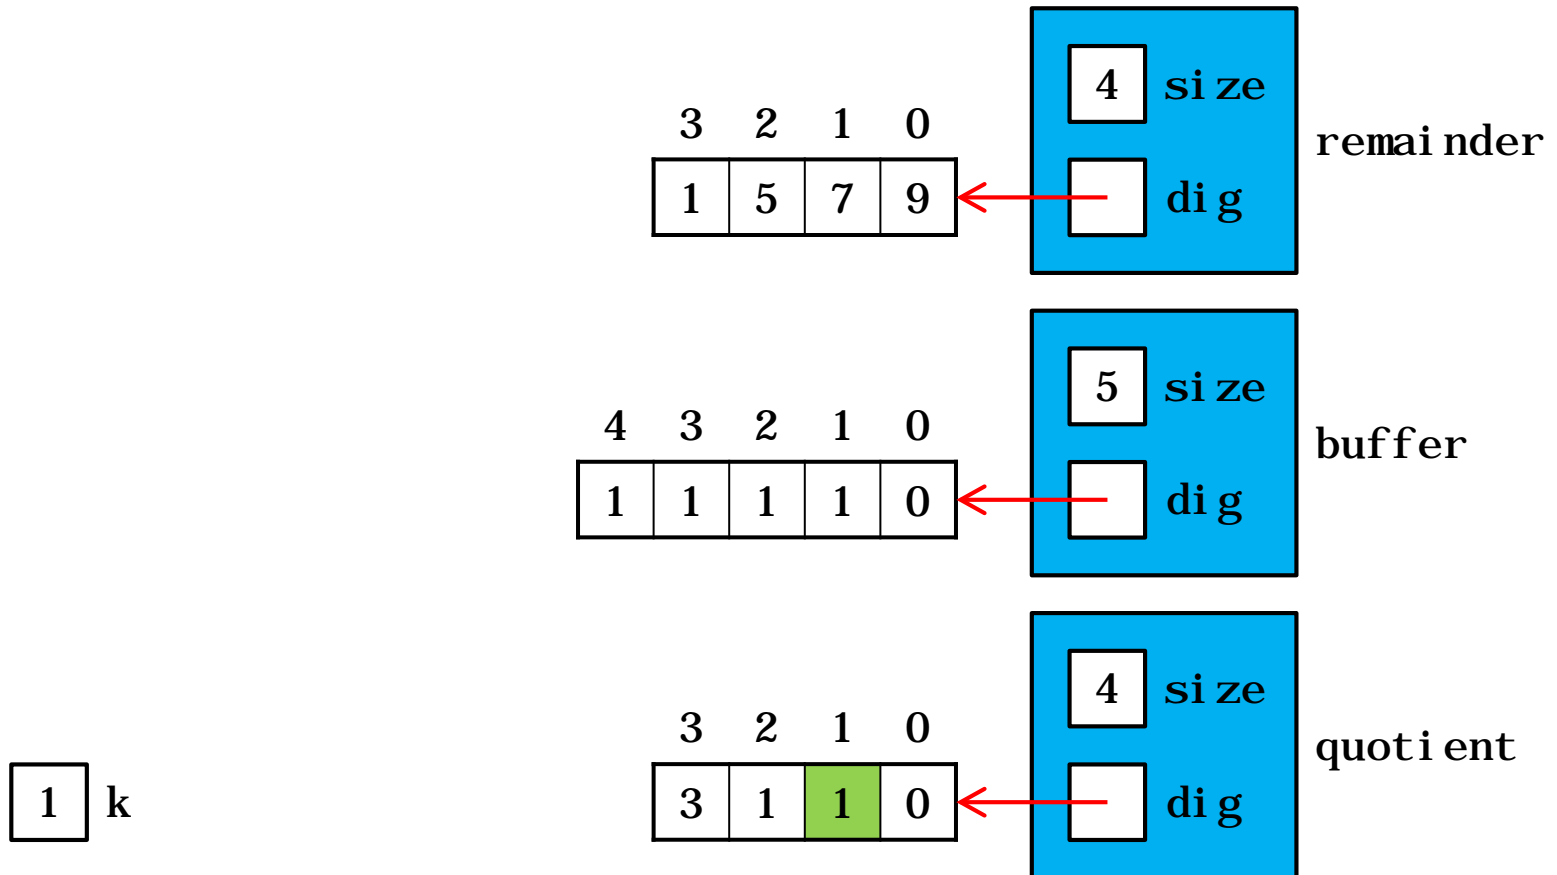 4 size
3 2 1 0
remainder
1 5 7 9 dig
5 size
4 3 2 1 0
buffer
1 1 1 1 0 dig
4 size
3 2 1 0
quotient
1 k 3 1 1 0 dig